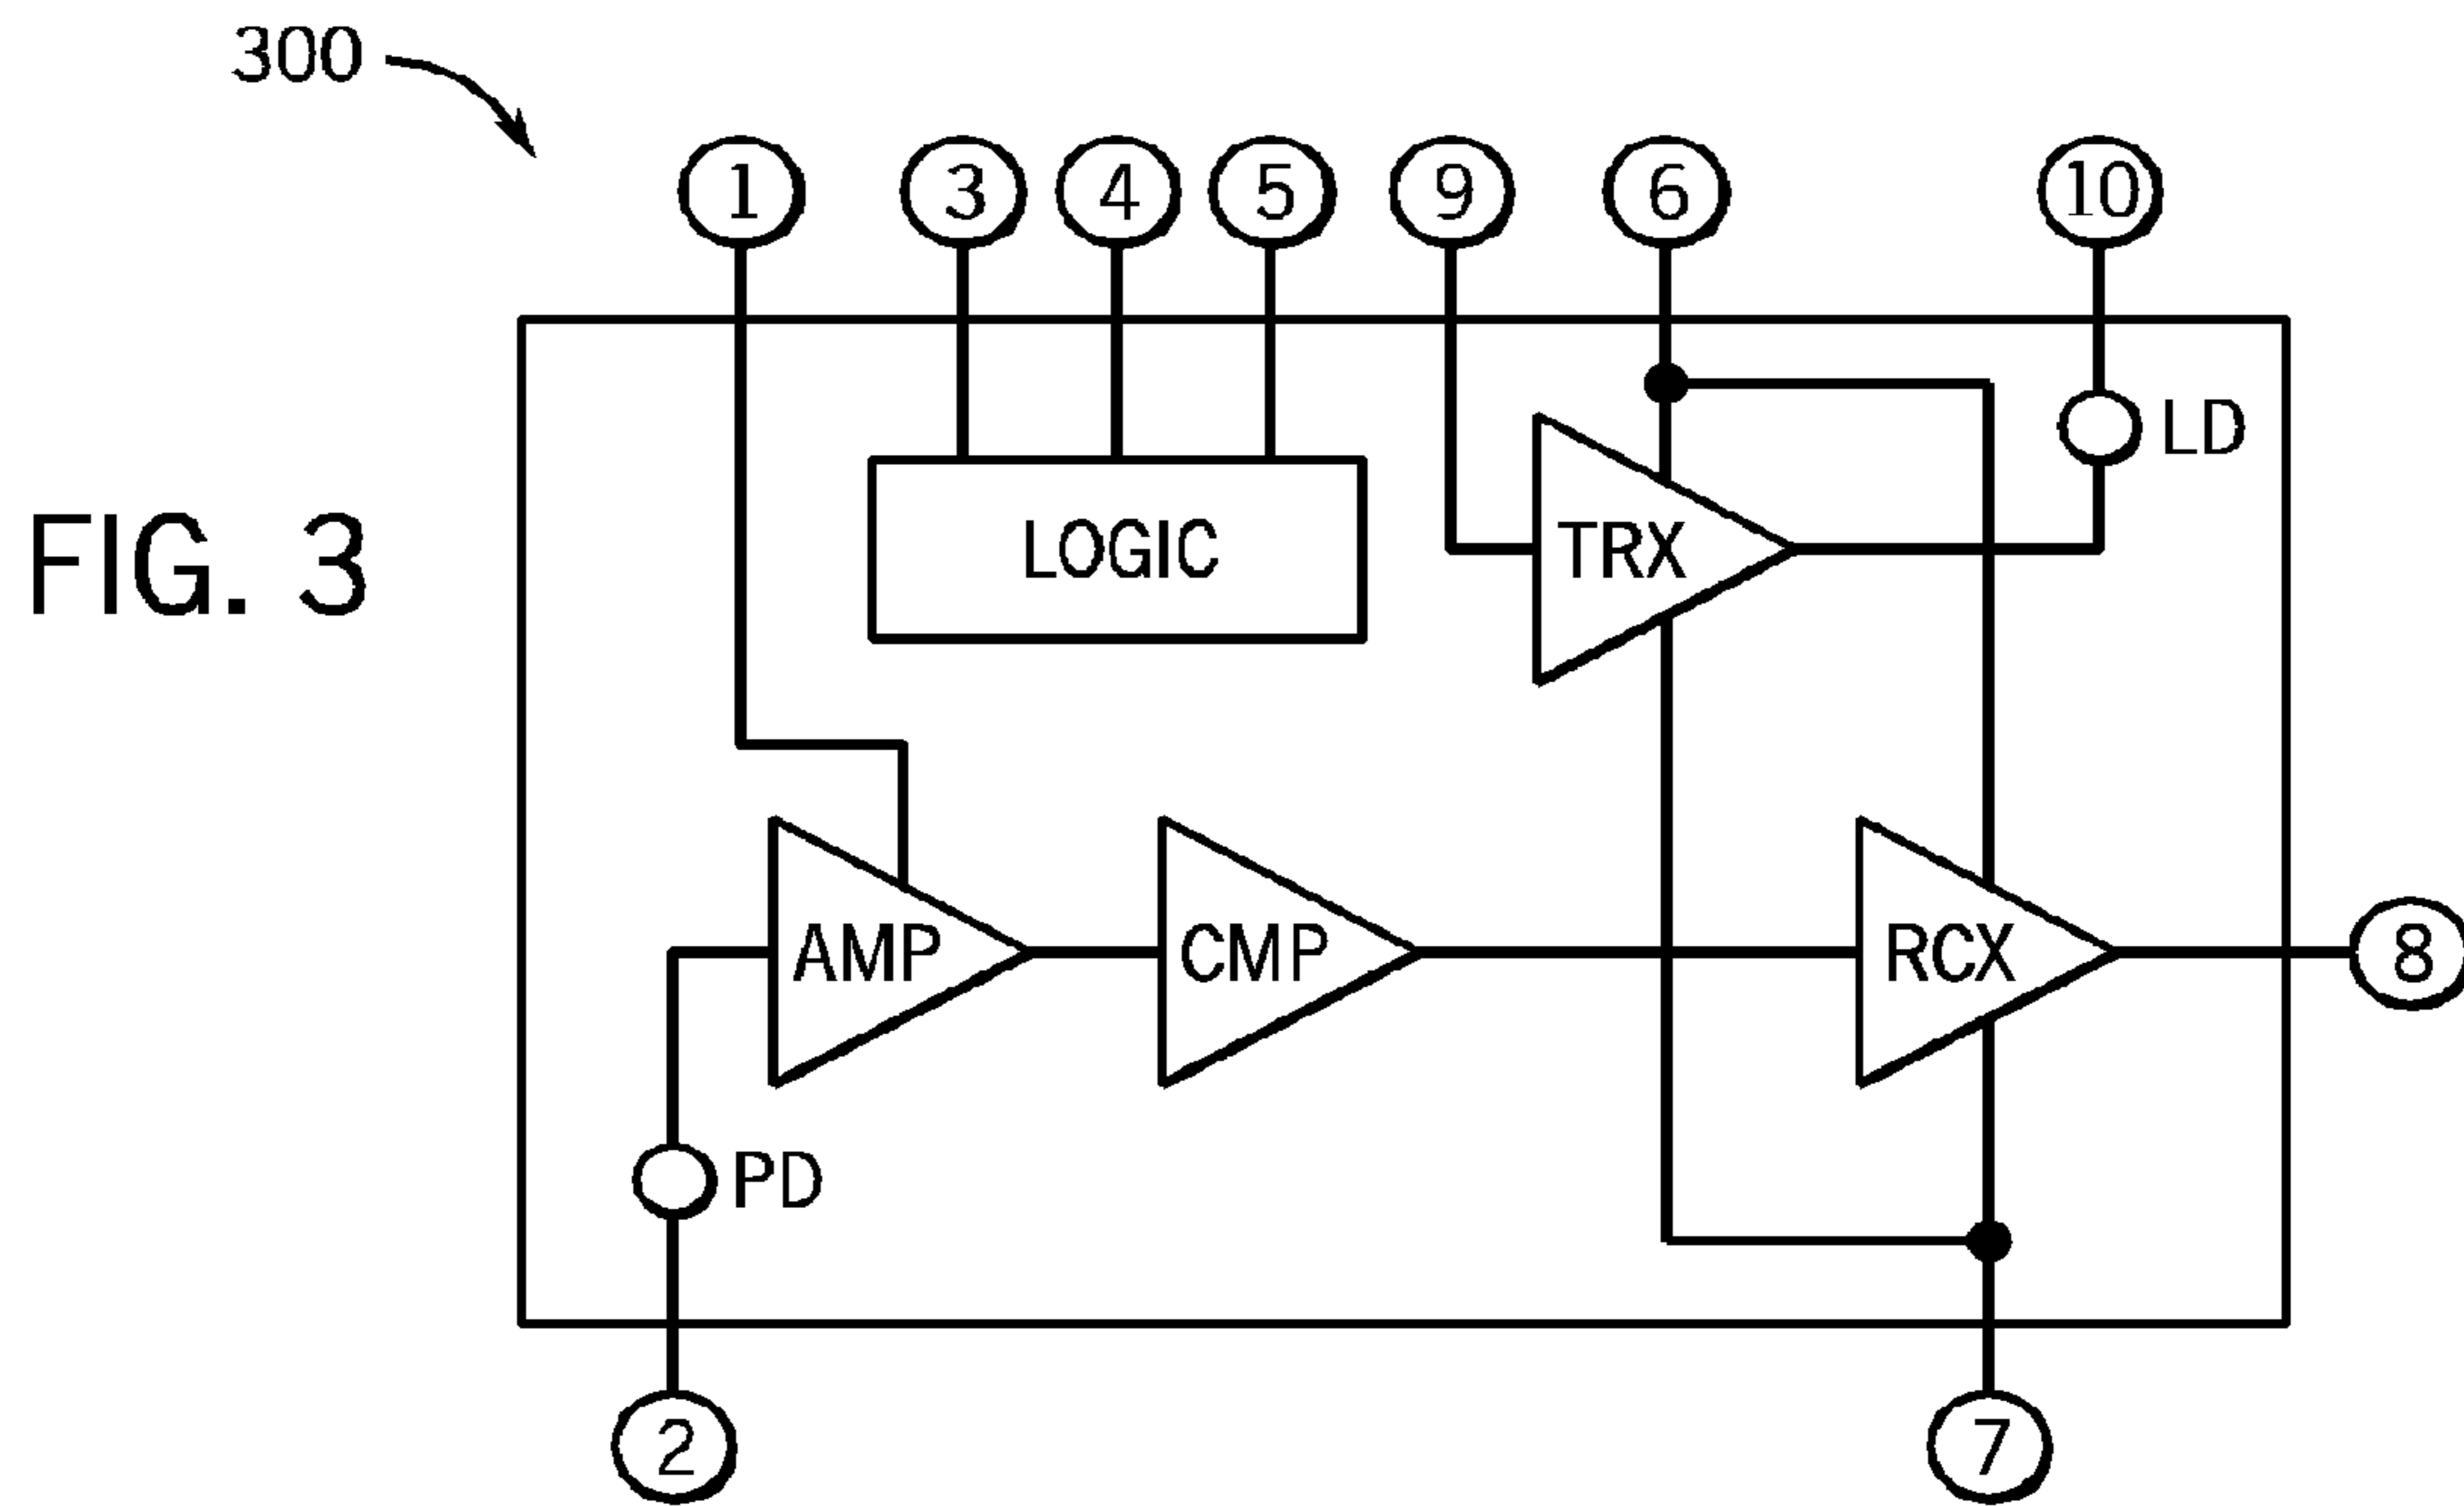 300
1 3 4 5 9 6 10
LD
FIG. 3
LOGIC
TRX
AMP
CMP
RCX
8
PD
2
7